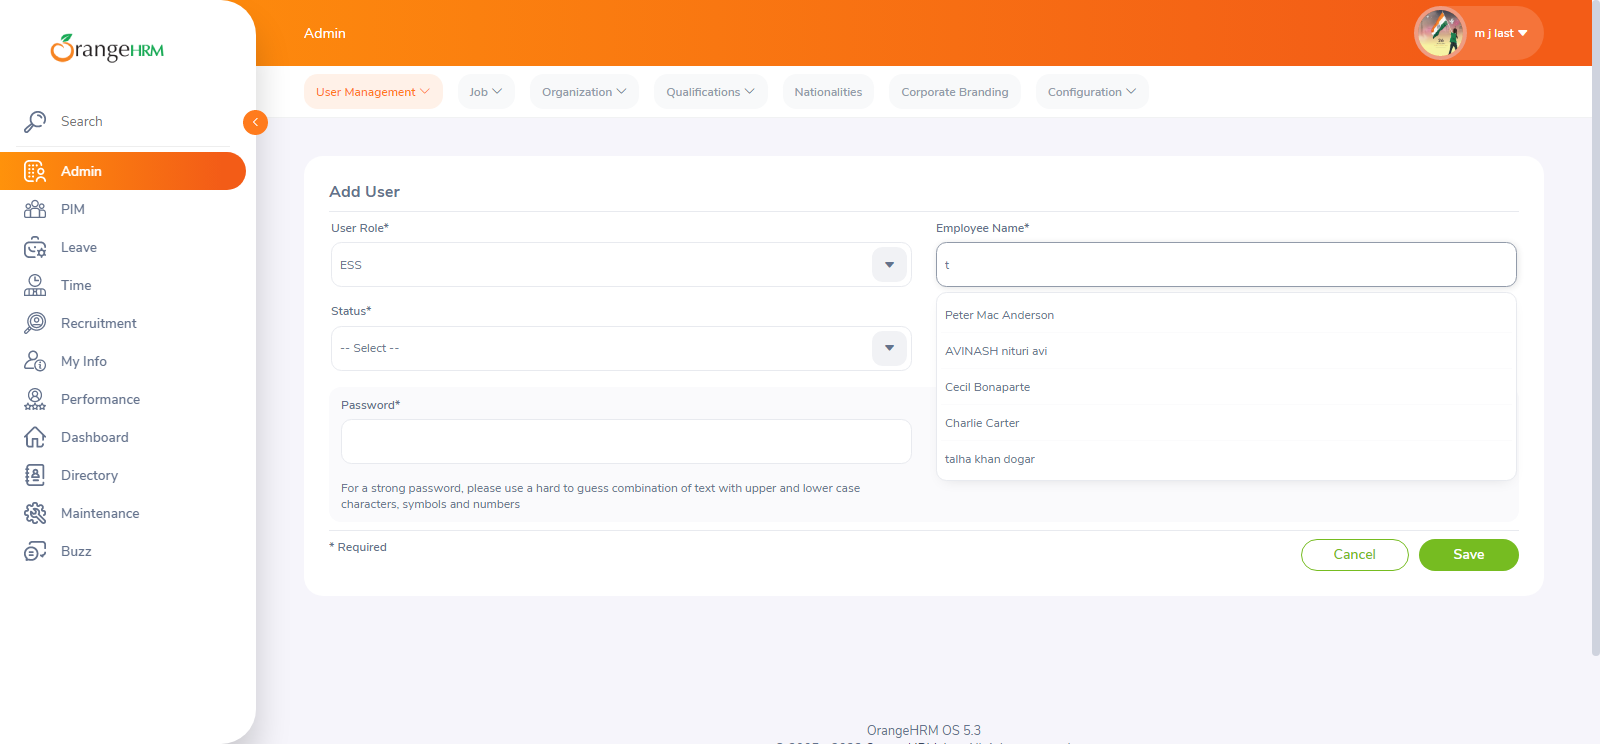 OrangeHRM
Admin
m j last
User Management
Job
Organization
Qualifications
Nationalities
Corporate Branding
Configuration
Search
Admin
PIM
Leave
Time
Recruitment
My Info
Performance
Dashboard
Directory
Maintenance
Buzz
Add User
User Role*
Employee Name*
ESS
t
Status*
-- Select --
Peter Mac Anderson
AVINASH nituri avi
Cecil Bonaparte
Charlie Carter
talha khan dogar
Password*
For a strong password, please use a hard to guess combination of text with upper and lower case
characters, symbols and numbers
* Required
Cancel
Save
OrangeHRM OS 5.3